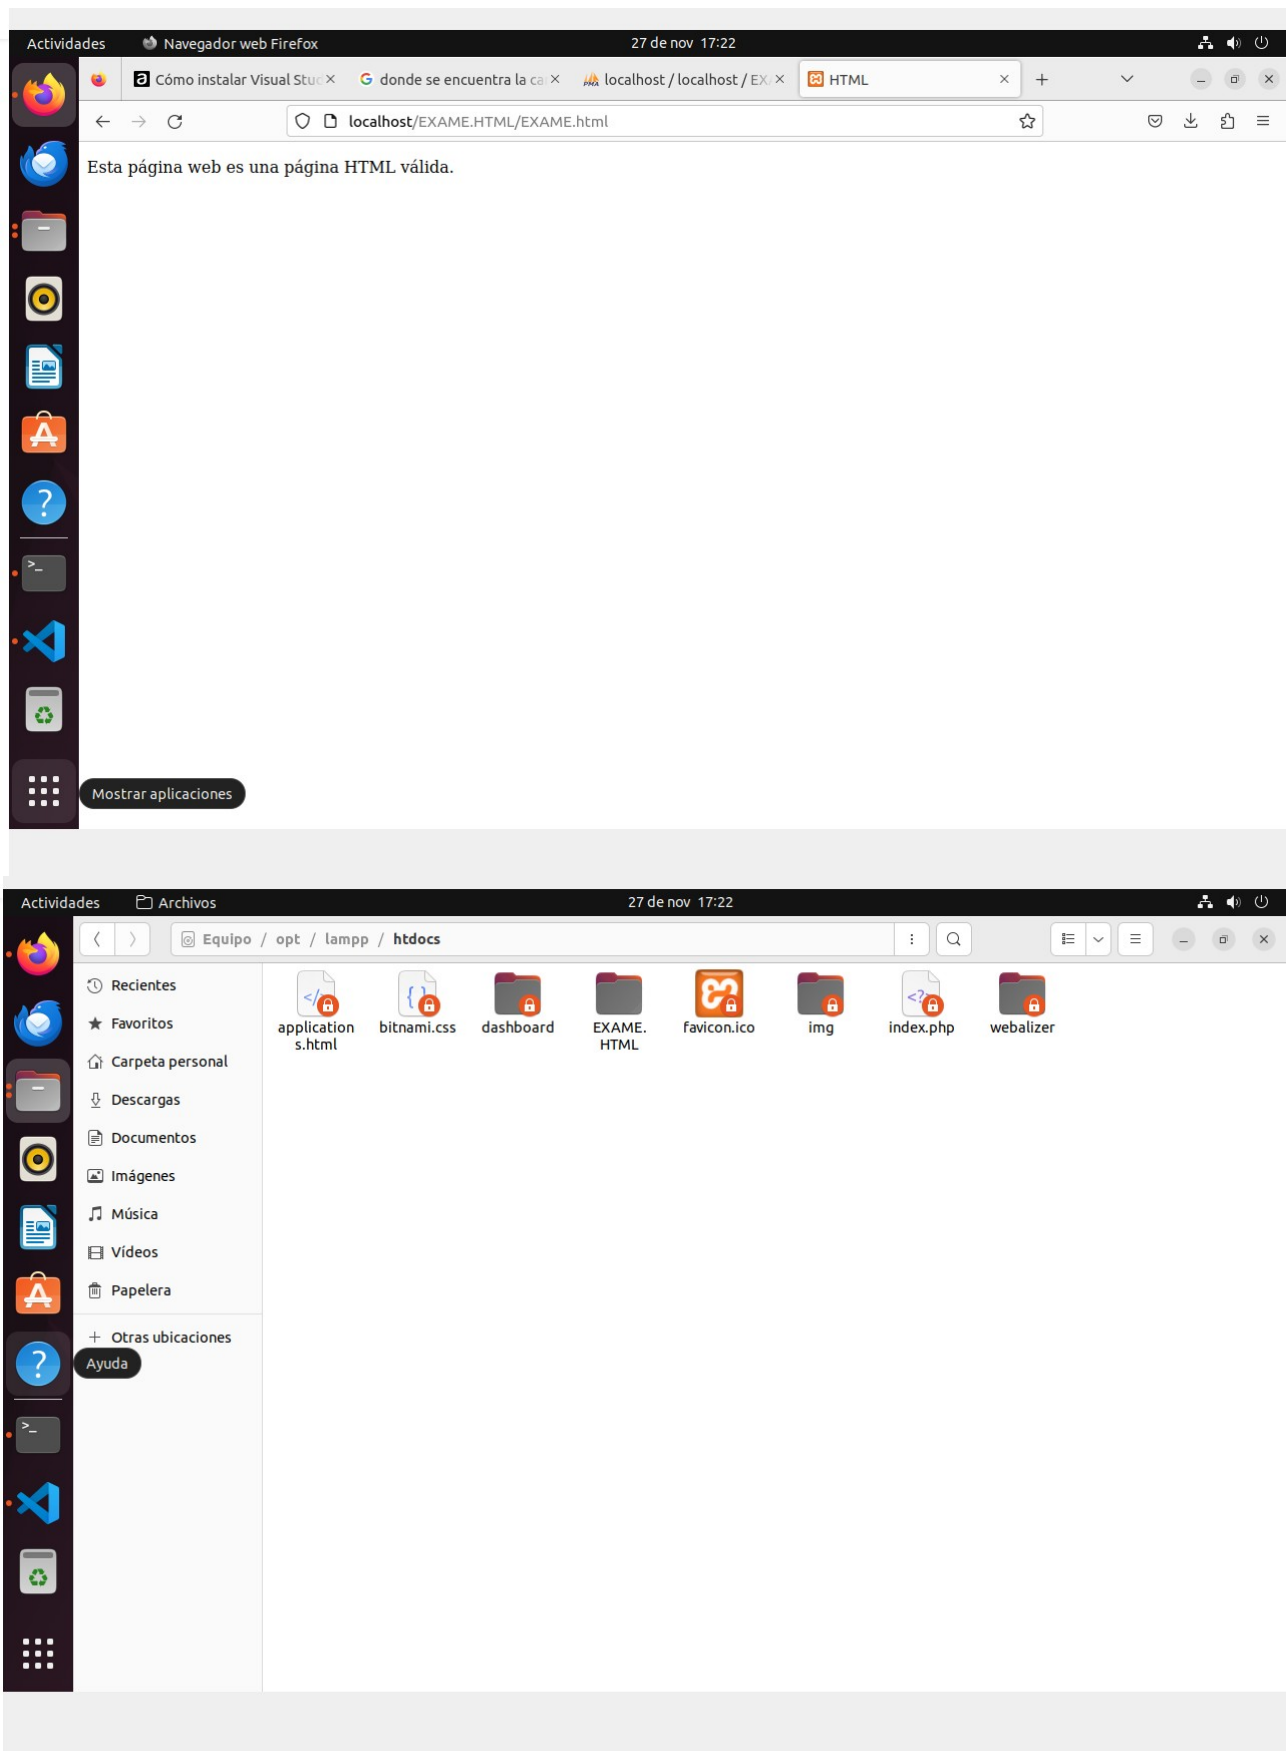 Actividades Navegador web Firefox 27 de nov 17:22
Cómo instalar Visual Stuc donde se encuentra la ca localhost / localhost / EXA HTML
localhost/EXAME.HTML/EXAME.html
Esta página web es una página HTML válida.
Mostrar aplicaciones
Actividades Archivos 27 de nov 17:22
Equipo / opt / lampp / htdocs
Recientes
Favoritos
Carpeta personal
Descargas
Documentos
Imágenes
Música
Vídeos
Papelera
+ Otras ubicaciones
Ayuda
application bitnami.css dashboard EXAME. favicon.ico img index.php webalizer
s.html HTML